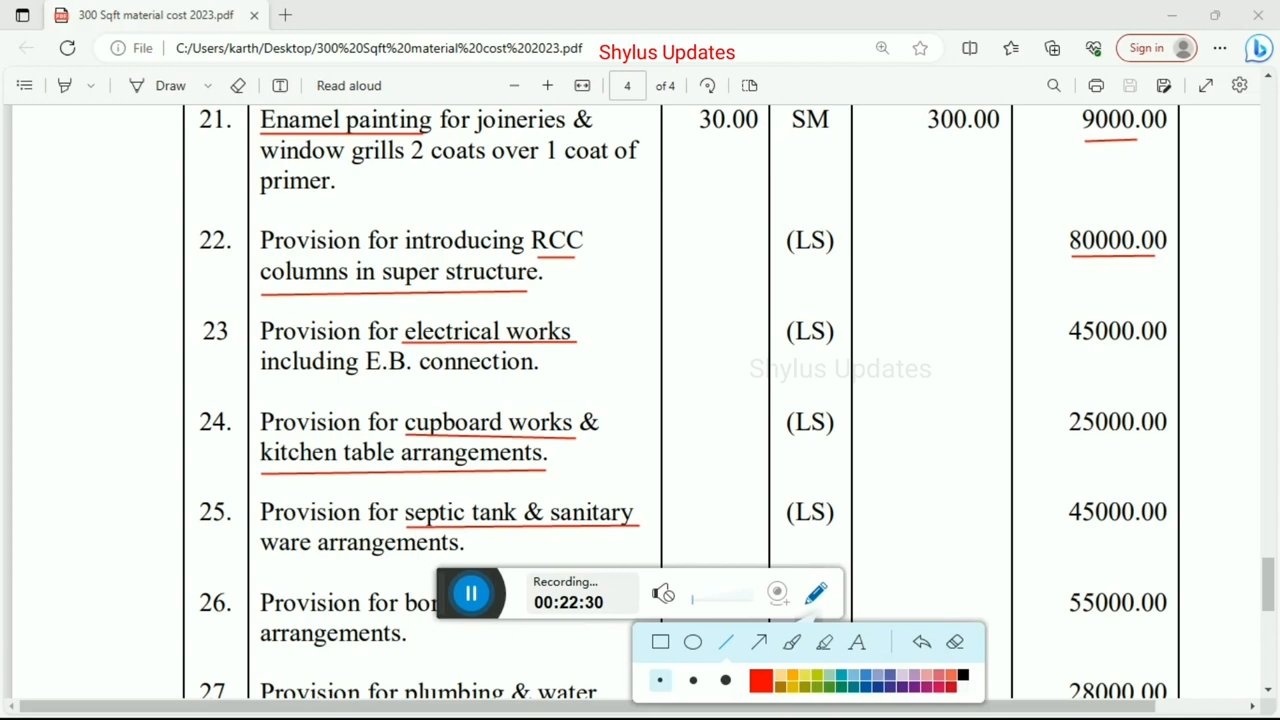 300 Sqft material cost 2023.pdf
File C:/Users/karth/Desktop/300%20Sqft%20material%20cost%202023.pdf Shylus Updates Sign in
Draw Read aloud 4 of 4
21. Enamel painting for joineries & 30.00 SM 300.00 9000.00
window grills 2 coats over 1 coat of
primer.
22. Provision for introducing RCC (LS) 80000.00
columns in super structure.
23 Provision for electrical works (LS) 45000.00
including E.B. connection.
Shylus Updates
24. Provision for cupboard works & (LS) 25000.00
kitchen table arrangements.
25. Provision for septic tank & sanitary (LS) 45000.00
ware arrangements.
Recording...
00:22:30
26. Provision for 55000.00
arrangements.
27 Provision for plumbing & water 28000.00